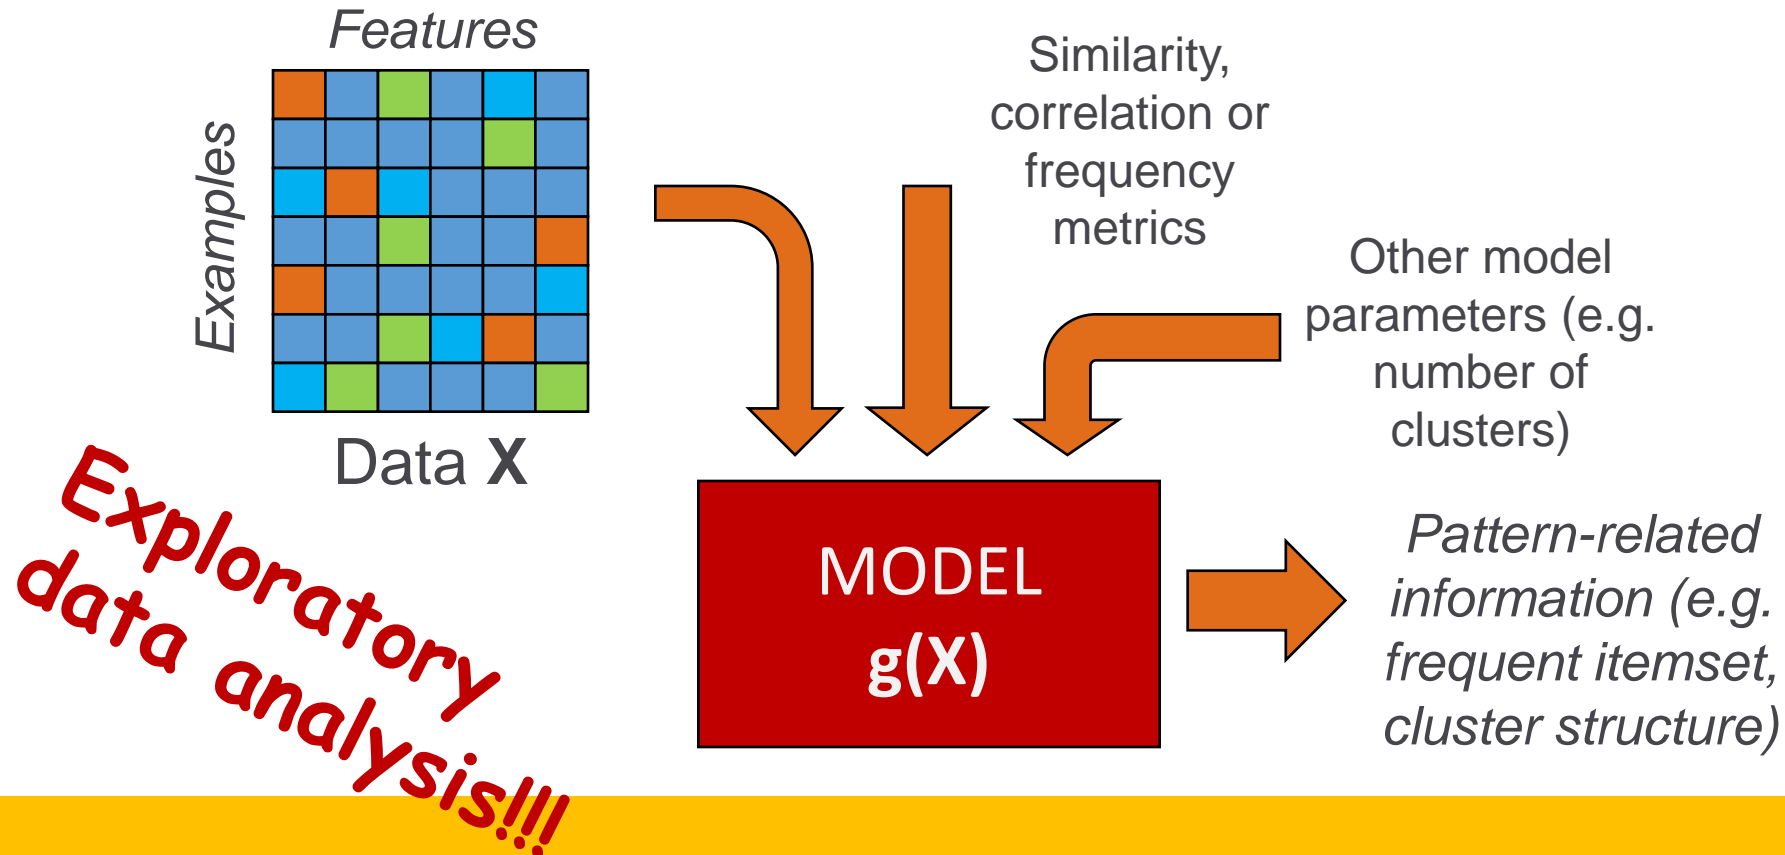 Features
Examples
Data X
Similarity,
correlation or
frequency
metrics
Other model
parameters (e.g.
number of
clusters)
MODEL
g(X)
Pattern-related
information (e.g.
frequent itemset,
cluster structure)
Exploratory
data analysis!!!